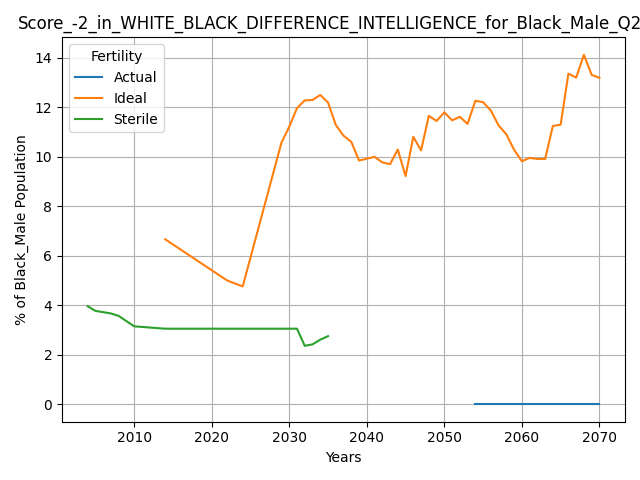 Score_-2_in_WHITE_BLACK_DIFFERENCE_INTELLIGENCE_for_Black_Male_Q2
Fertility
Actual
Ideal
Sterile
% of Black_Male Population
14
12
10
8
6
4
2
0
2010 2020 2030 2040 2050 2060 2070
Years